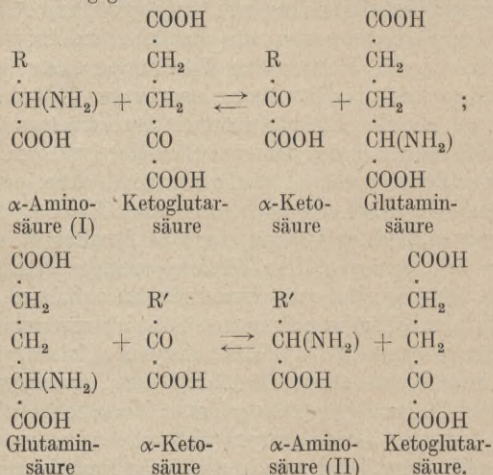 COOH COOH
CH₂ CH₂
R R
CH(NH₂) + CH₂ ⇄ CO + CH₂ ;
COOH CO COOH CH(NH₂)
COOH COOH
α-Amino- Ketoglutar- α-Keto- Glutamin-
säure (I) säure säure säure
COOH COOH
CH₂ R′ R′ CH₂
CH₂ + CO ⇄ CH(NH₂) + CH₂
CH(NH₂) COOH COOH CO
COOH COOH
Glutamin- α-Keto- α-Amino- Ketoglutar-
säure säure säure (II) säure.